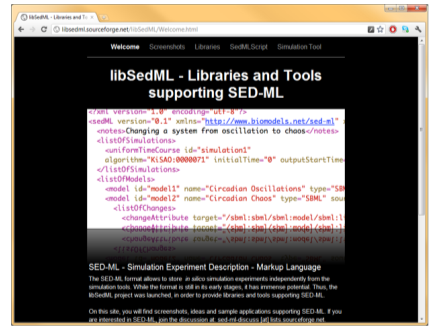 libSedML - Libraries and To
libsedml.sourceforge.net/libSedML/Welcome.html
Welcome Screenshots Libraries SedMLScript Simulation Tool
libSedML - Libraries and Tools
supporting SED-ML
<?xml version="1.0" encoding="utf-8"?>
<sedML version="0.1" xmlns="http://www.biomodels.net/sed-ml"
<notes>Changing a system from oscillation to chaos</notes>
<listOfSimulations>
<uniformTimeCourse id="simulation1"
algorithm="KiSAO:0000071" initialTime="0" outputStartTime
</listOfSimulations>
<listOfModels>
<model id="model1" name="Circadian Oscillations" type="SBM
<model id="model2" name="Circadian Chaos" type="SBML" sour
<listOfChanges>
<changeAttribute target="/sbml:sbml/sbml:model/sbml:l
SED-ML - Simulation Experiment Description - Markup Language
The SED-ML format allows to store in silico simulation experiments independently from the
simulation tools. While the format is still in its early stages, it has immense potential. Thus, the
libSedML project was launched, in order to provide libraries and tools supporting SED-ML.
On this site, you will find screenshots, ideas and sample applications supporting SED-ML. If you
are interested in SED-ML, join the discussion at: sed-ml-discuss [at] lists.sourceforge.net.